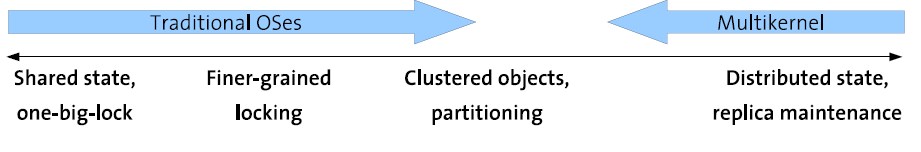 Traditional OSes
Multikernel
Shared state,
one-big-lock
Finer-grained
locking
Clustered objects,
partitioning
Distributed state,
replica maintenance